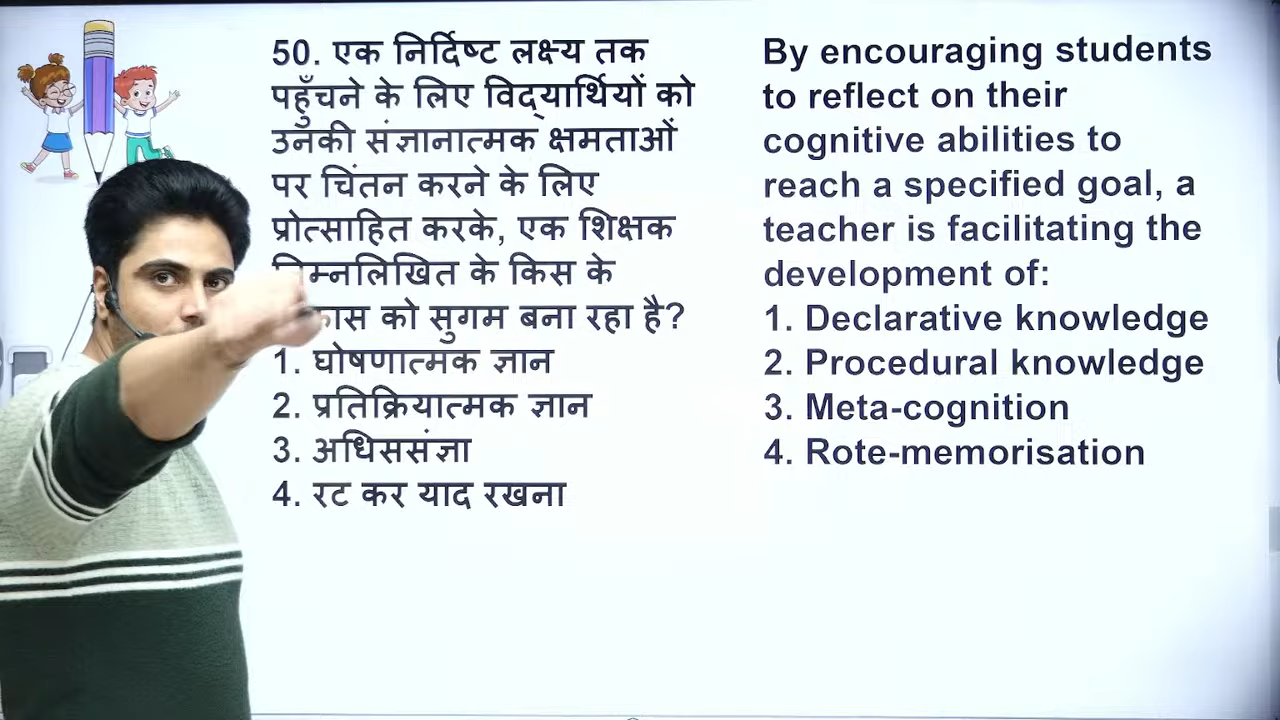 50. एक निर्दिष्ट लक्ष्य तक
पहुँचने के लिए विद्यार्थियों को
उनकी संज्ञानात्मक क्षमताओं
पर चिंतन करने के लिए
प्रोत्साहित करके, एक शिक्षक
के किस के
को सुगम बना रहा है?
1. घोषणात्मक ज्ञान
2. प्रतिक्रियात्मक ज्ञान
3. अधिससंज्ञा
4. रट कर याद रखना
By encouraging students
to reflect on their
cognitive abilities to
reach a specified goal, a
teacher is facilitating the
development of:
1. Declarative knowledge
2. Procedural knowledge
3. Meta-cognition
4. Rote-memorisation